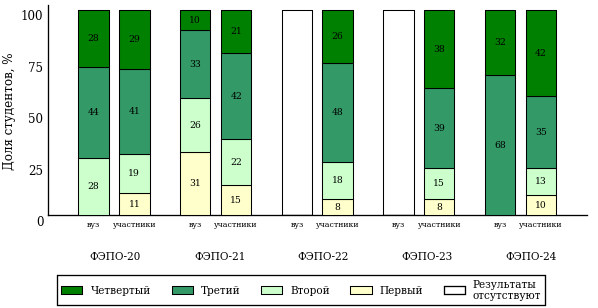 100
75
50
25
0
Доля студентов, %
28 29 10 21 26 38 32 42
44 41 33 42 48 39 68 35
28 19 26 22 18 15 13
11 31 15 8 8 10
вуз участники вуз участники вуз участники вуз участники вуз участники
ФЭПО-20 ФЭПО-21 ФЭПО-22 ФЭПО-23 ФЭПО-24
Четвертый Третий Второй Первый Результаты
отсутствуют